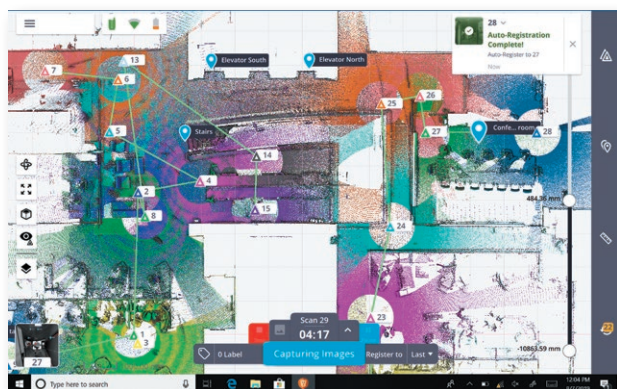 28
Auto-Registration
Complete!
Auto-Register to 27
Now
7
13
6
Elevator South
Elevator North
25
26
5
Stairs
27
Confe... room
28
14
4
2
15
8
484.36 mm
24
23
Scan 29
04:17
1
3
27
0 Label
Capturing Images
Register to
Last
-10863.59 mm
22
Type here to search
12:04 PM